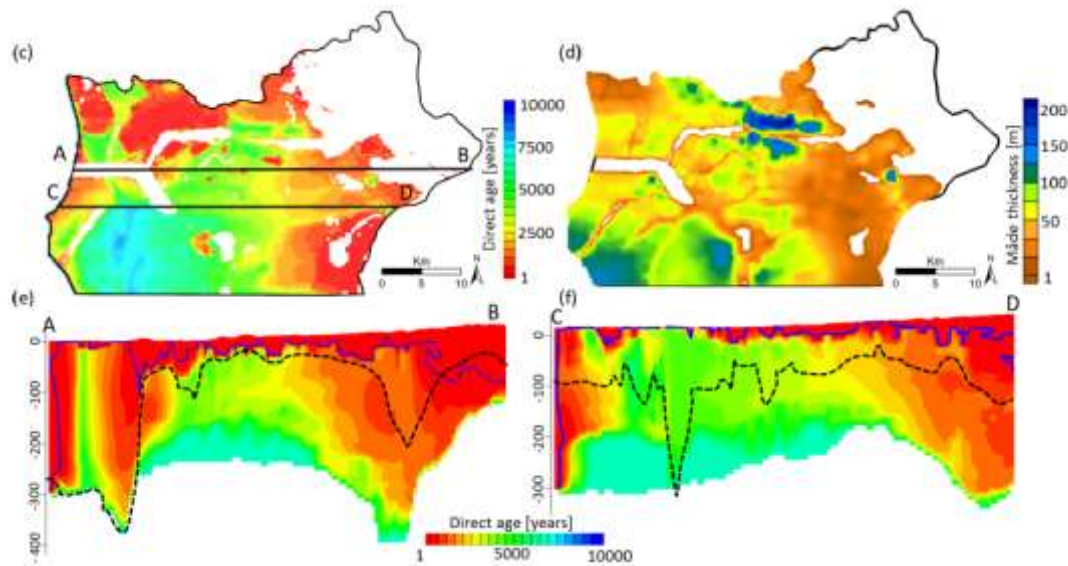 (c)
(d)
A
B
C
D
Direct age [years]
10000
7500
5000
2500
1
Måde thickness [m]
200
150
100
50
1
Km
0 5 10
N
Km
0 5 10
N
(e)
(f)
A
B
C
D
0
-100
-200
-300
-400
0
-100
-200
-300
Direct age [years]
1 5000 10000